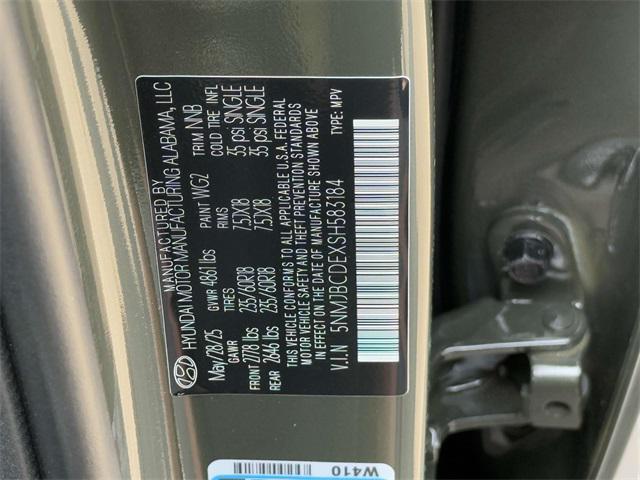 MANUFACTURED BY
HYUNDAI MOTOR MANUFACTURING ALABAMA, LLC
May/28/25 PAINT VVG2 TRIM NNB
GVWR 4861 lbs
GAWR TIRES RIMS COLD TIRE INFL
FRONT 2778 lbs 235/60R18 7.5JX18 35 psi SINGLE
REAR 2646 lbs 235/60R18 7.5JX18 35 psi SINGLE
THIS VEHICLE CONFORMS TO ALL APPLICABLE U.S.A. FEDERAL
MOTOR VEHICLE SAFETY AND THEFT PREVENTION STANDARDS
IN EFFECT ON THE DATE OF MANUFACTURE SHOWN ABOVE
V.I.N 5NMJBCDEXSH583184 TYPE: MPV
W410